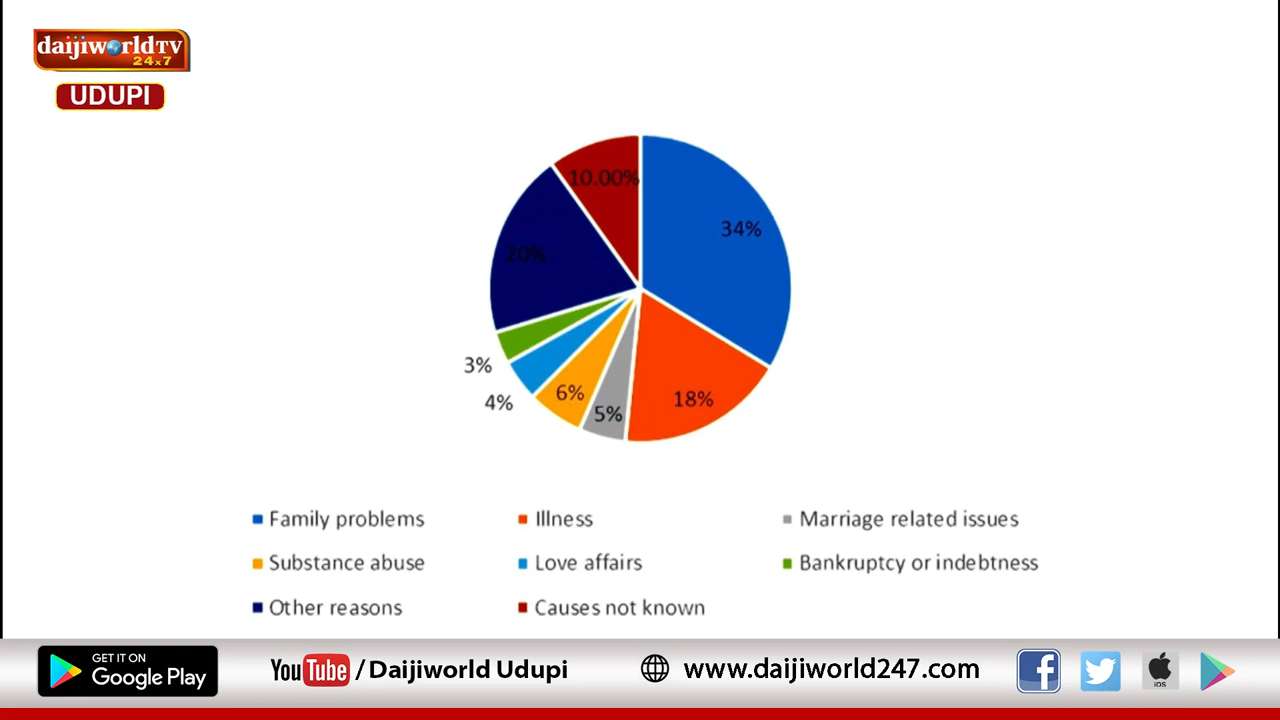 daijiworldTV
24x7
UDUPI
10.00%
34%
20%
3%
4%
6%
5%
18%
Family problems
Illness
Marriage related issues
Substance abuse
Love affairs
Bankruptcy or indebtness
Other reasons
Causes not known
GET IT ON
Google Play
YouTube / Daijiworld Udupi
www.daijiworld247.com
f
iOS